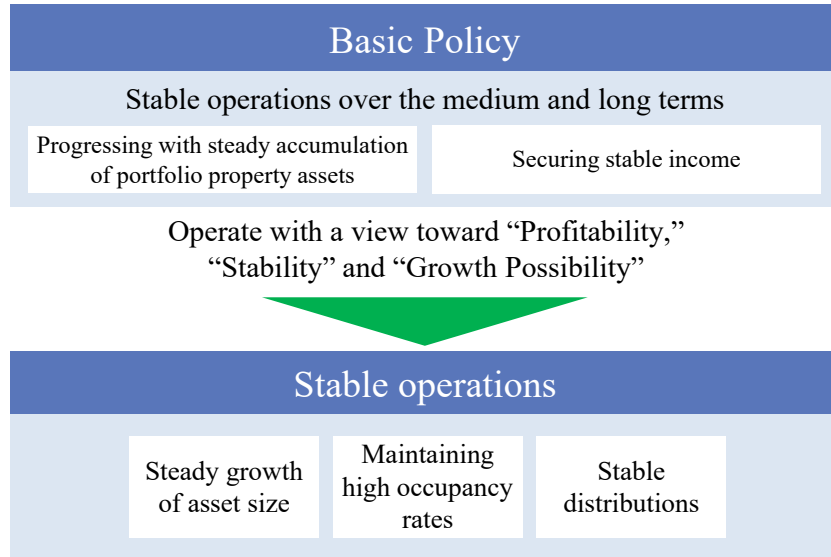 Basic Policy
Stable operations over the medium and long terms
Progressing with steady accumulation
of portfolio property assets
Securing stable income
Operate with a view toward “Profitability,”
“Stability” and “Growth Possibility”
Stable operations
Steady growth
of asset size
Maintaining
high occupancy
rates
Stable
distributions